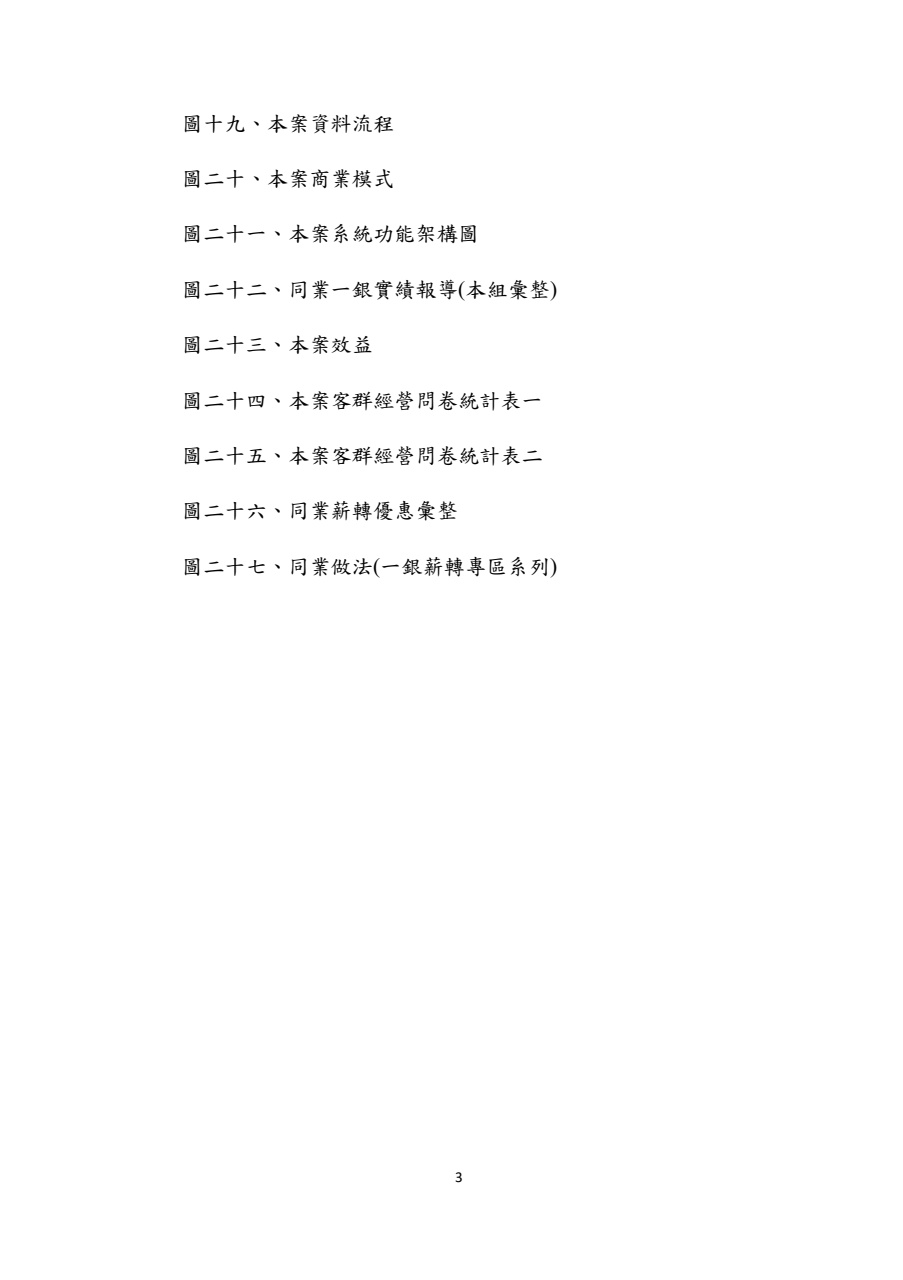 圖十九、本案資料流程
圖二十、本案商業模式
圖二十一、本案系統功能架構圖
圖二十二、同業一銀實績報導(本組彙整)
圖二十三、本案效益
圖二十四、本案客群經營問卷統計表一
圖二十五、本案客群經營問卷統計表二
圖二十六、同業薪轉優惠彙整
圖二十七、同業做法(一銀薪轉專區系列)
3